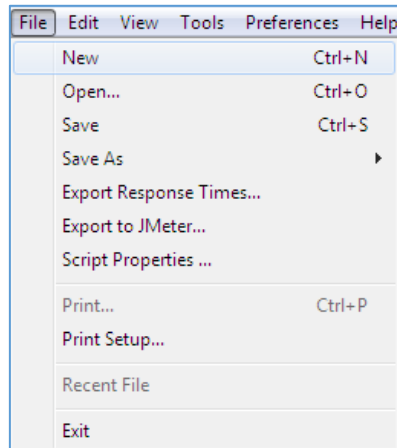 File Edit View Tools Preferences Help
New Ctrl+N
Open... Ctrl+O
Save Ctrl+S
Save As
Export Response Times...
Export to JMeter...
Script Properties ...
Print... Ctrl+P
Print Setup...
Recent File
Exit